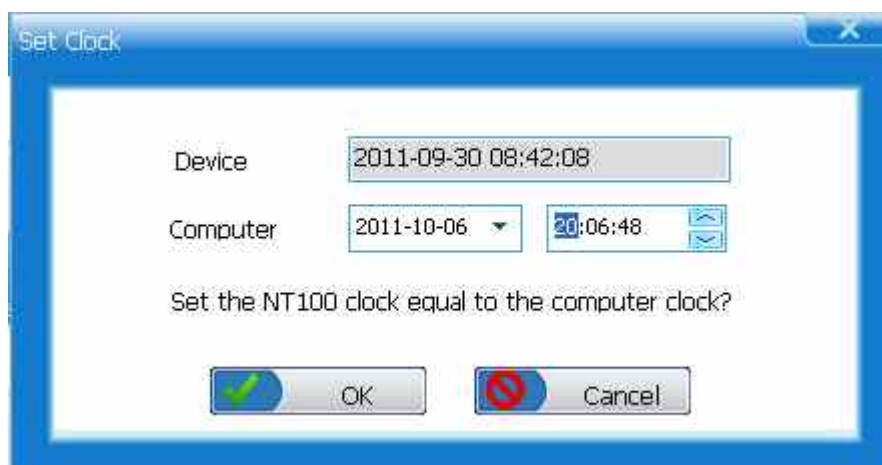 Set Clock
Device 2011-09-30 08:42:08
Computer 2011-10-06 20:06:48
Set the NT100 clock equal to the computer clock?
OK Cancel